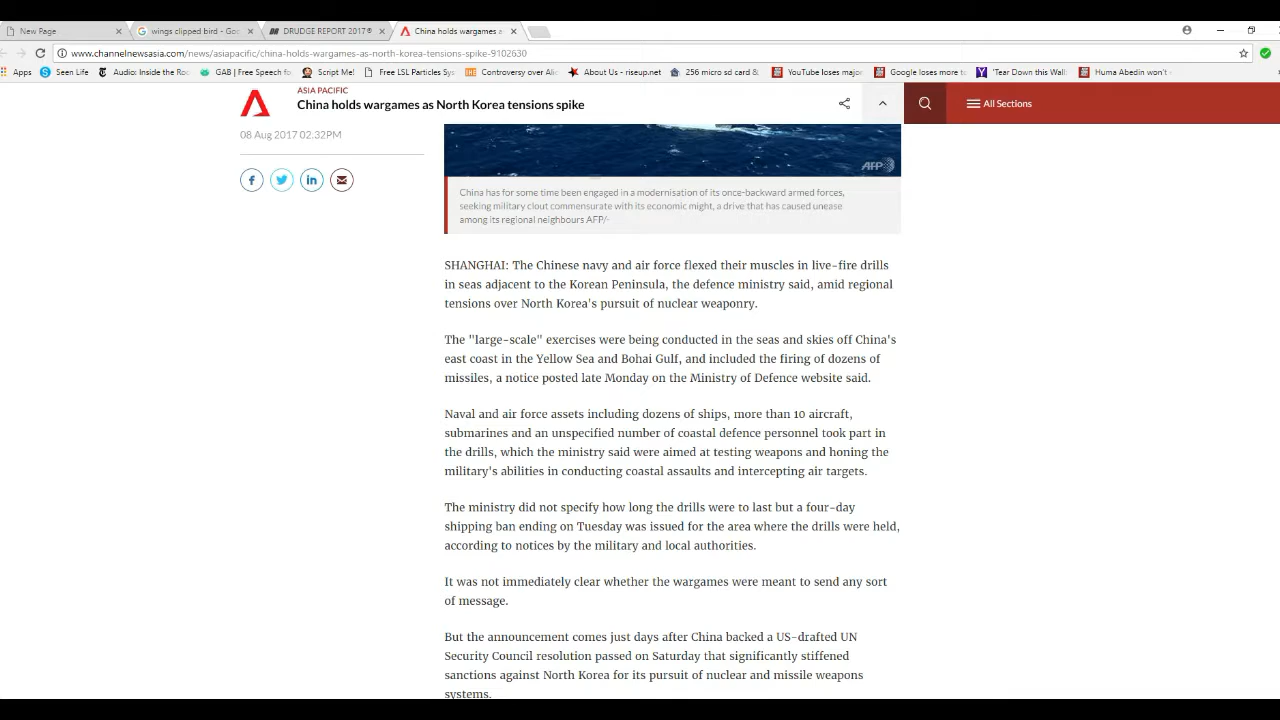 New Page
wings clipped bird - Goo
DRUDGE REPORT 2017®
China holds wargames a
www.channelnewsasia.com/news/asiapacific/china-holds-wargames-as-north-korea-tensions-spike-9102630
Apps
Seen Life
Audio: Inside the Ro
GAB | Free Speech fo
Script Me!
Free LSL Particles Sy
Controversy over Ali
About Us - riseup.net
256 micro sd card &
YouTube loses major
Google loses more t
'Tear Down this Wall
Huma Abedin won't
ASIA PACIFIC
China holds wargames as North Korea tensions spike
All Sections
08 Aug 2017 02:32PM
AFP
China has for some time been engaged in a modernisation of its once-backward armed forces,
seeking military clout commensurate with its economic might, a drive that has caused unease
among its regional neighbours AFP/-
SHANGHAI: The Chinese navy and air force flexed their muscles in live-fire drills
in seas adjacent to the Korean Peninsula, the defence ministry said, amid regional
tensions over North Korea's pursuit of nuclear weaponry.
The "large-scale" exercises were being conducted in the seas and skies off China's
east coast in the Yellow Sea and Bohai Gulf, and included the firing of dozens of
missiles, a notice posted late Monday on the Ministry of Defence website said.
Naval and air force assets including dozens of ships, more than 10 aircraft,
submarines and an unspecified number of coastal defence personnel took part in
the drills, which the ministry said were aimed at testing weapons and honing the
military's abilities in conducting coastal assaults and intercepting air targets.
The ministry did not specify how long the drills were to last but a four-day
shipping ban ending on Tuesday was issued for the area where the drills were held,
according to notices by the military and local authorities.
It was not immediately clear whether the wargames were meant to send any sort
of message.
But the announcement comes just days after China backed a US-drafted UN
Security Council resolution passed on Saturday that significantly stiffened
sanctions against North Korea for its pursuit of nuclear and missile weapons
systems.